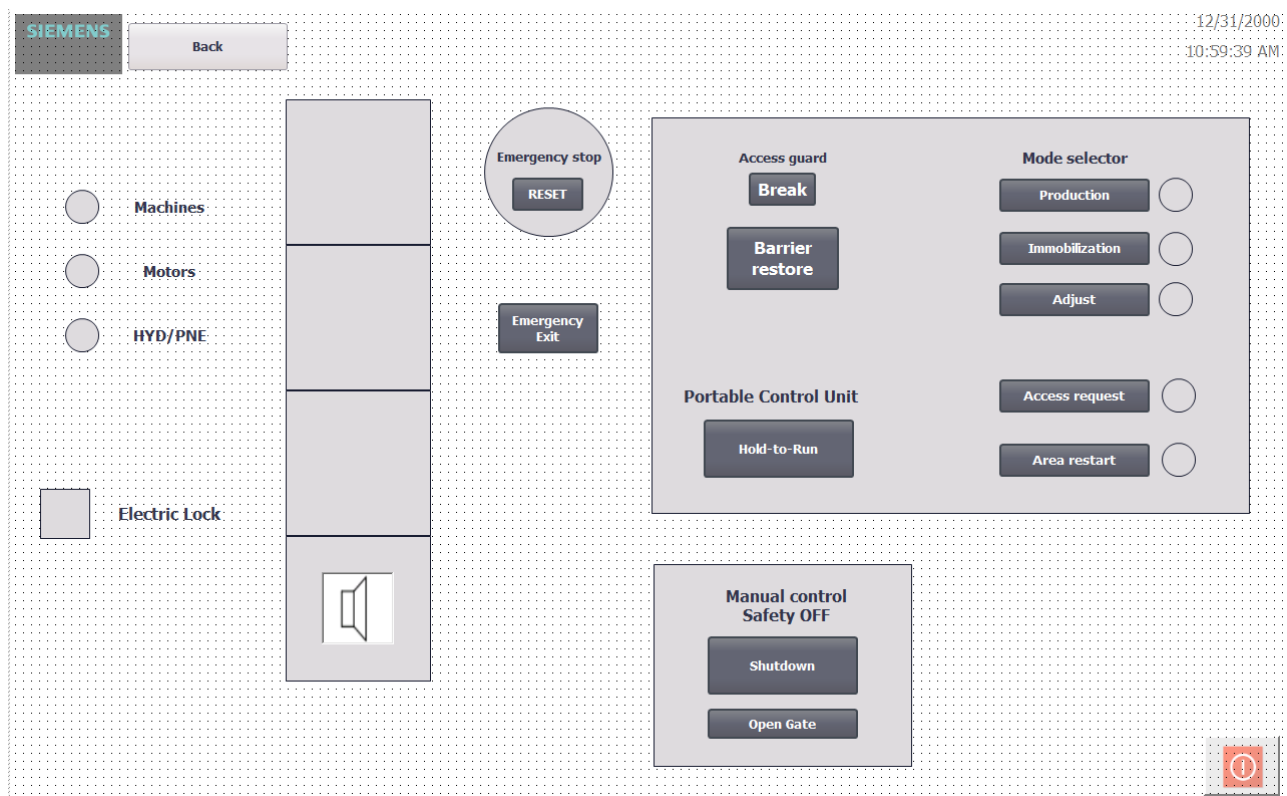 SIEMENS
Back
12/31/2000
10:59:39 AM
Machines
Motors
HYD/PNE
Electric Lock
Emergency stop
RESET
Emergency
Exit
Access guard
Break
Barrier
restore
Portable Control Unit
Hold-to-Run
Mode selector
Production
Immobilization
Adjust
Access request
Area restart
Manual control
Safety OFF
Shutdown
Open Gate